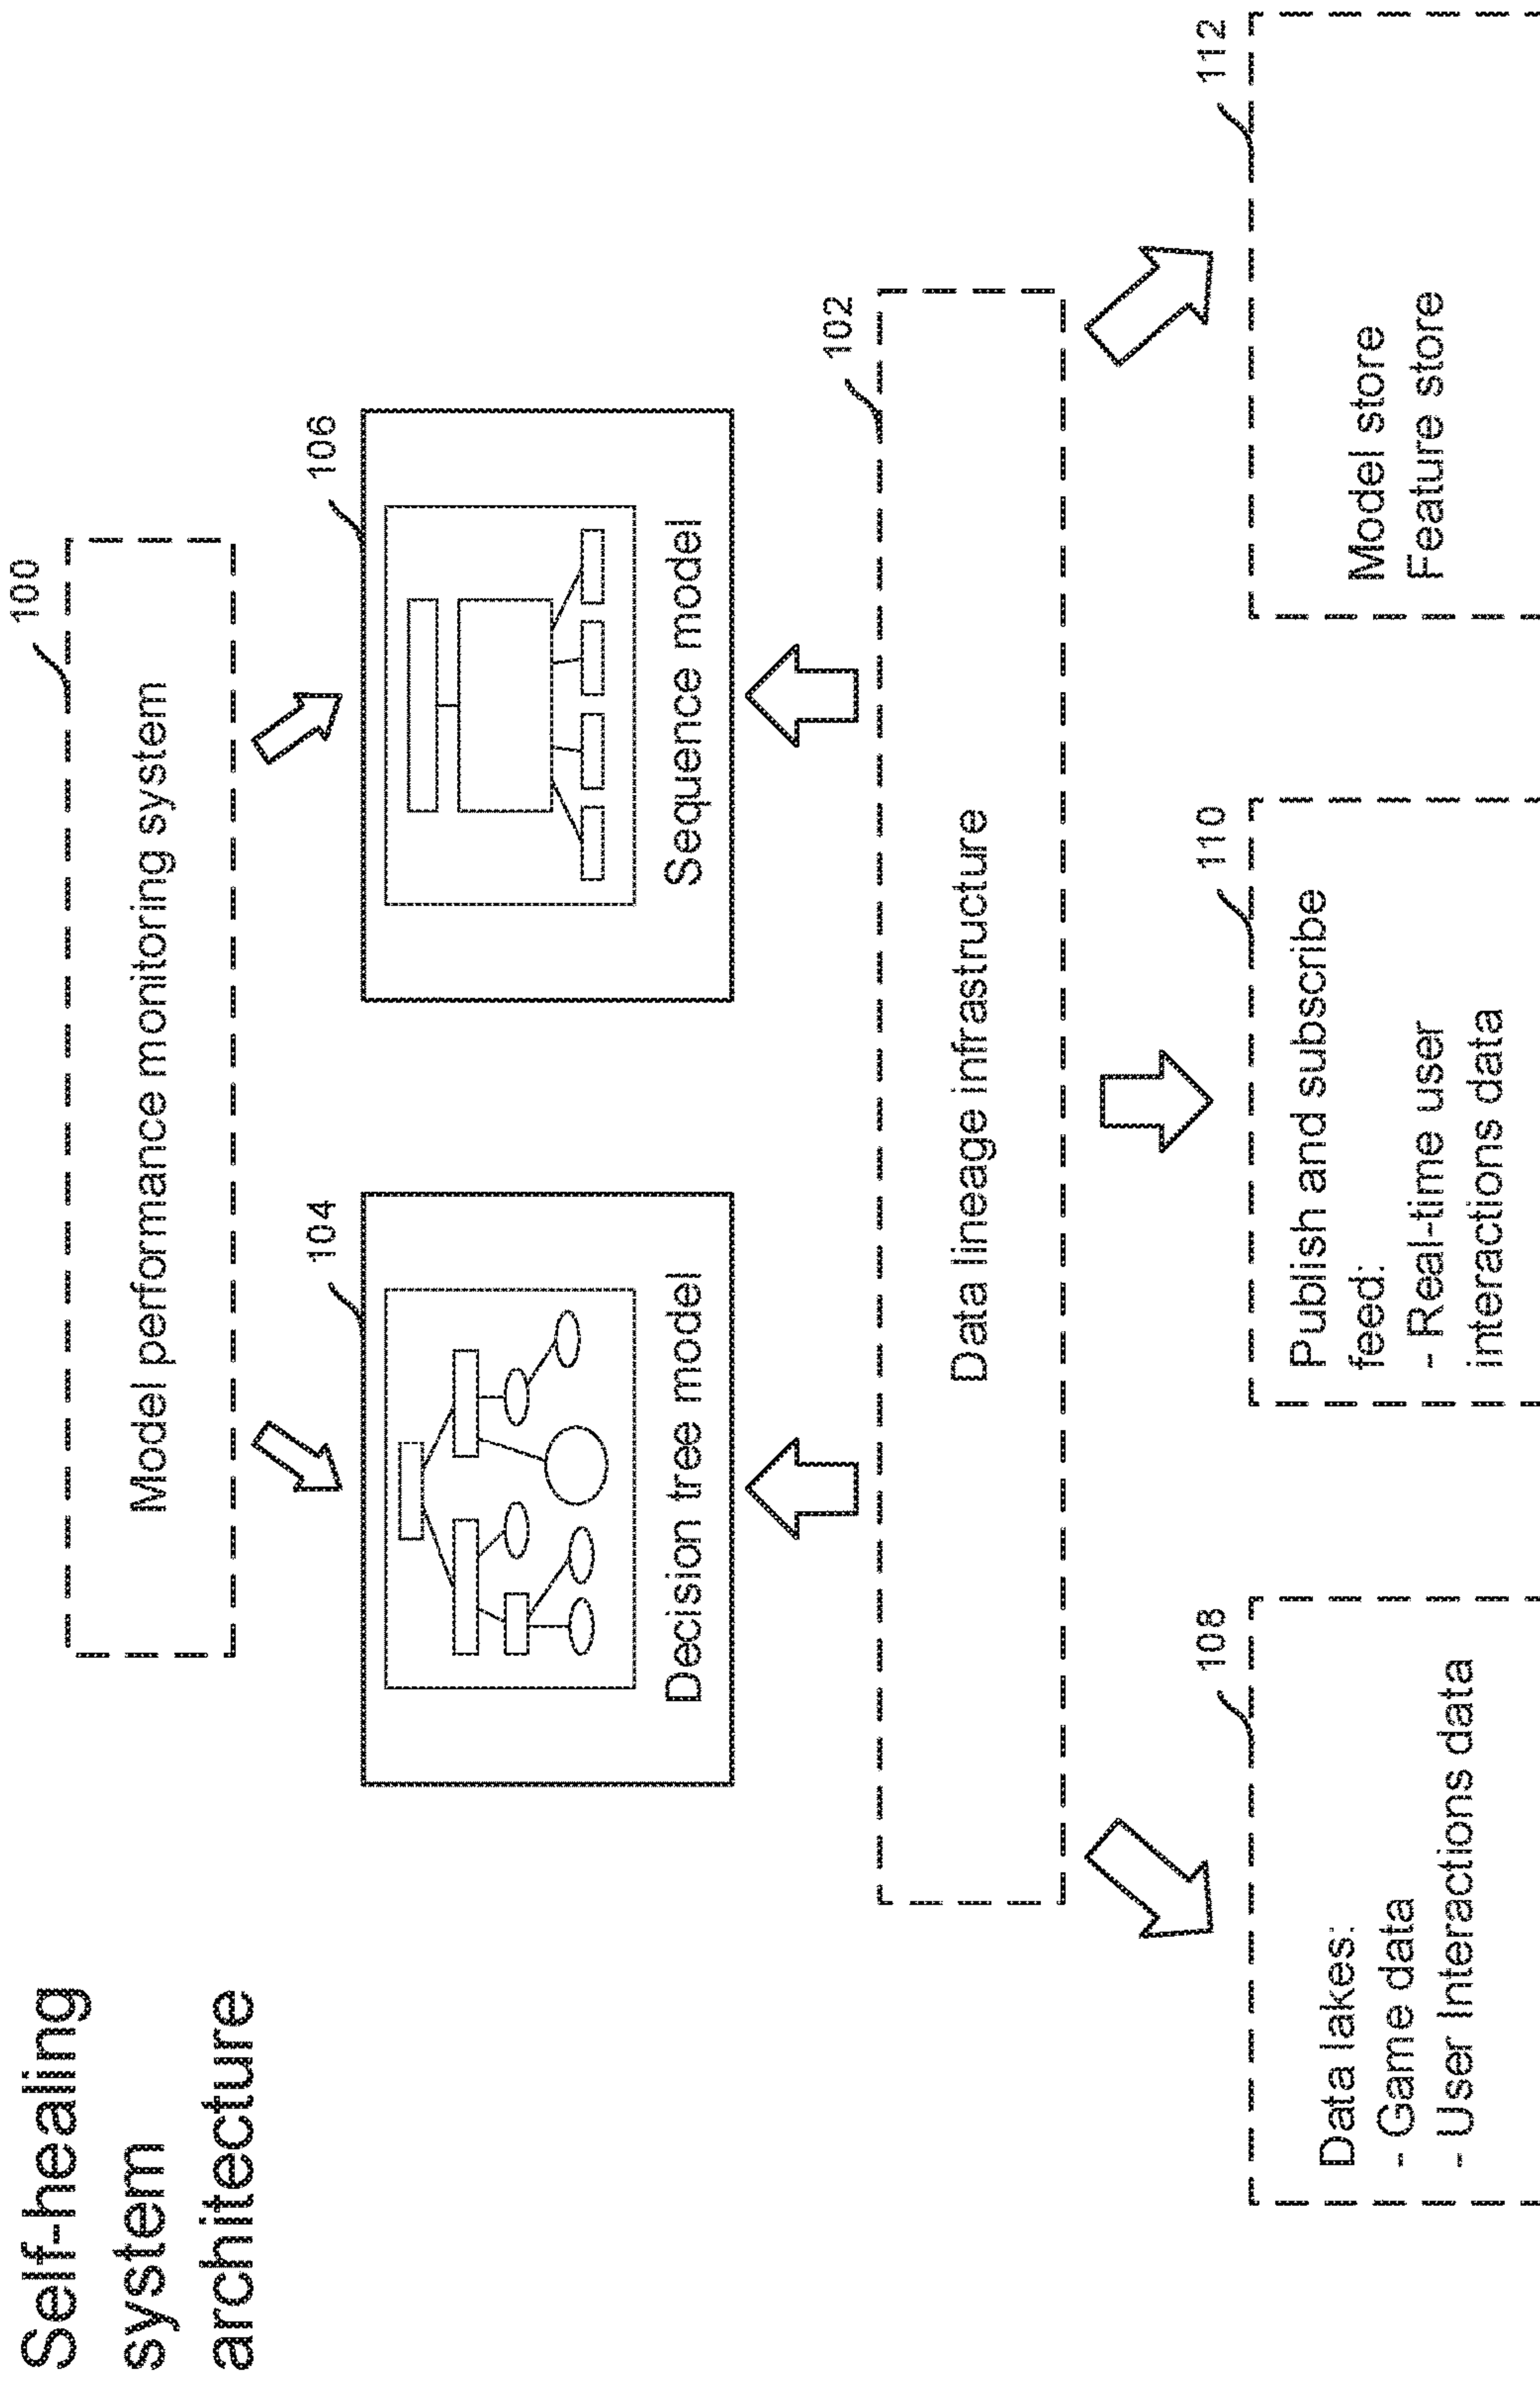 Self-healing
system
architecture
100
Model performance monitoring system
104
Decision tree model
106
Sequence model
102
Data lineage infrastructure
108
Data lakes:
- Game data
- User Interactions data
110
Publish and subscribe
feed:
- Real-time user
interactions data
112
Model store
Feature store